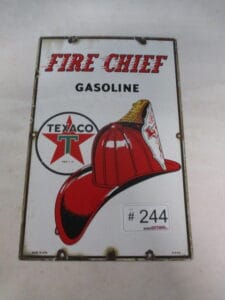 FIRE CHIEF
GASOLINE
TEXACO
T
# 244